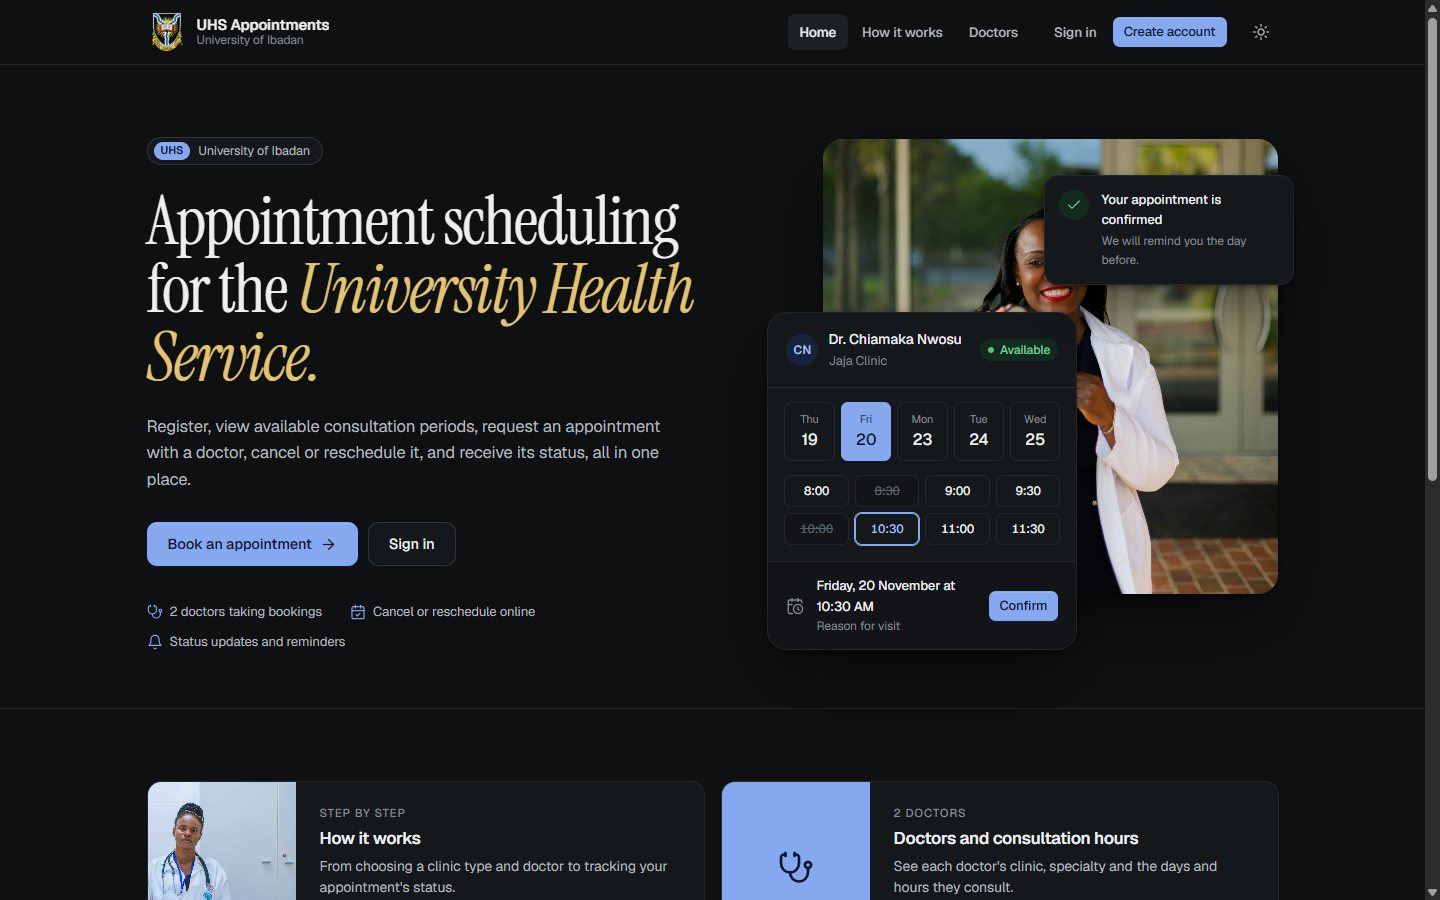 UHS Appointments
University of Ibadan
Home
How it works
Doctors
Sign in
Create account
UHS University of Ibadan
Appointment scheduling
for the University Health
Service.
Register, view available consultation periods, request an appointment
with a doctor, cancel or reschedule it, and receive its status, all in one
place.
Book an appointment
Sign in
2 doctors taking bookings
Cancel or reschedule online
Status updates and reminders
Your appointment is
confirmed
We will remind you the day
before.
CN
Dr. Chiamaka Nwosu
Jaja Clinic
Available
Thu
19
Fri
20
Mon
23
Tue
24
Wed
25
8:00
8:30
9:00
9:30
10:00
10:30
11:00
11:30
Friday, 20 November at
10:30 AM
Reason for visit
Confirm
STEP BY STEP
How it works
From choosing a clinic type and doctor to tracking your
appointment's status.
2 DOCTORS
Doctors and consultation hours
See each doctor's clinic, specialty and the days and
hours they consult.